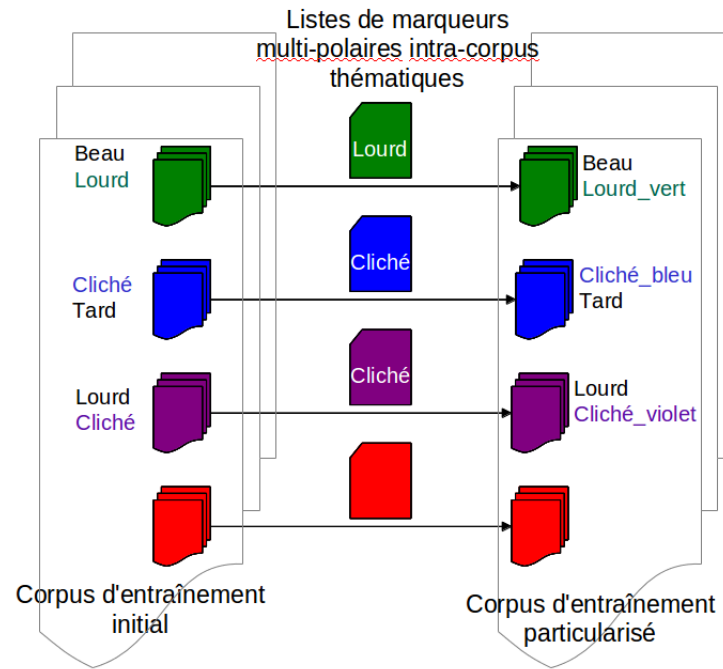 Listes de marqueurs
multi-polaires intra-corpus
thématiques
Beau
Lourd
Lourd
Beau
Lourd_vert
Cliché
Tard
Cliché
Cliché_bleu
Tard
Lourd
Cliché
Cliché
Lourd
Cliché_violet
Corpus d'entraînement
initial
Corpus d'entraînement
particularisé